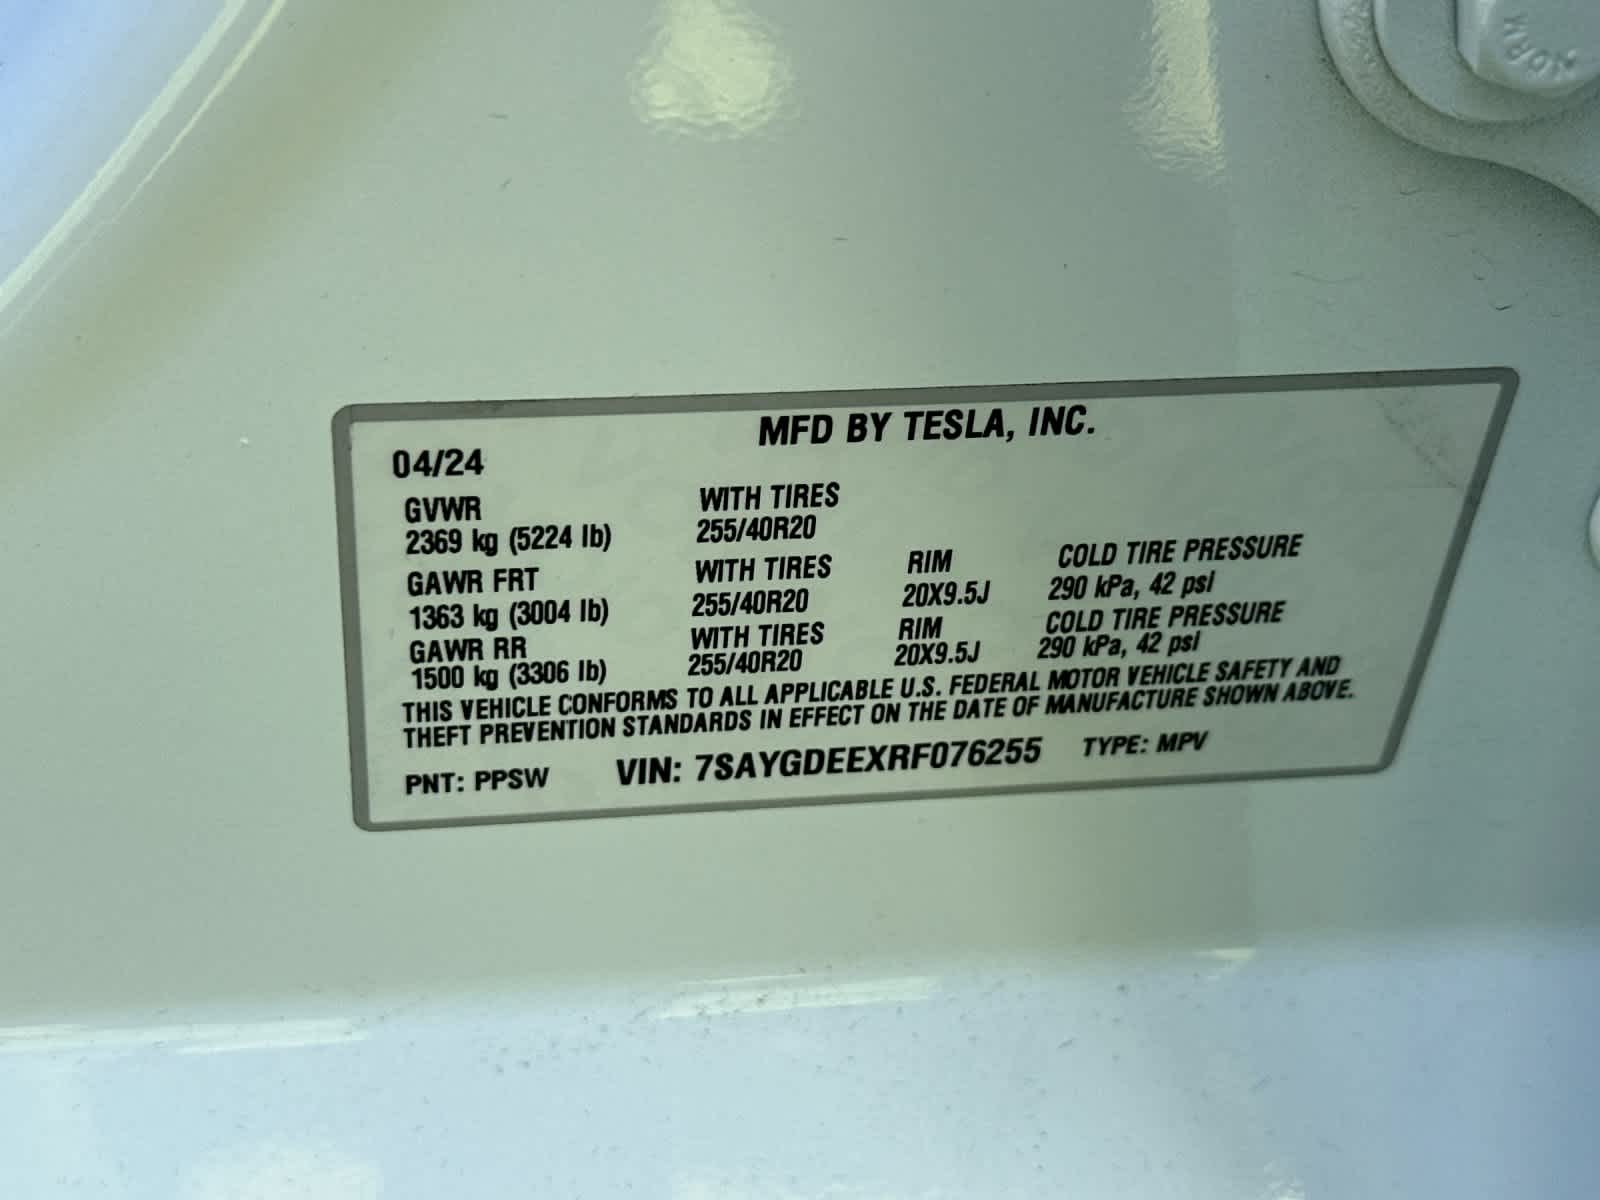 MFD BY TESLA, INC.
04/24
GVWR WITH TIRES
2369 kg (5224 lb) 255/40R20
GAWR FRT WITH TIRES RIM COLD TIRE PRESSURE
1363 kg (3004 lb) 255/40R20 20X9.5J 290 kPa, 42 psi
GAWR RR WITH TIRES RIM COLD TIRE PRESSURE
1500 kg (3306 lb) 255/40R20 20X9.5J 290 kPa, 42 psi
THIS VEHICLE CONFORMS TO ALL APPLICABLE U.S. FEDERAL MOTOR VEHICLE SAFETY AND
THEFT PREVENTION STANDARDS IN EFFECT ON THE DATE OF MANUFACTURE SHOWN ABOVE.
PNT: PPSW VIN: 7SAYGDEEXRF076255 TYPE: MPV